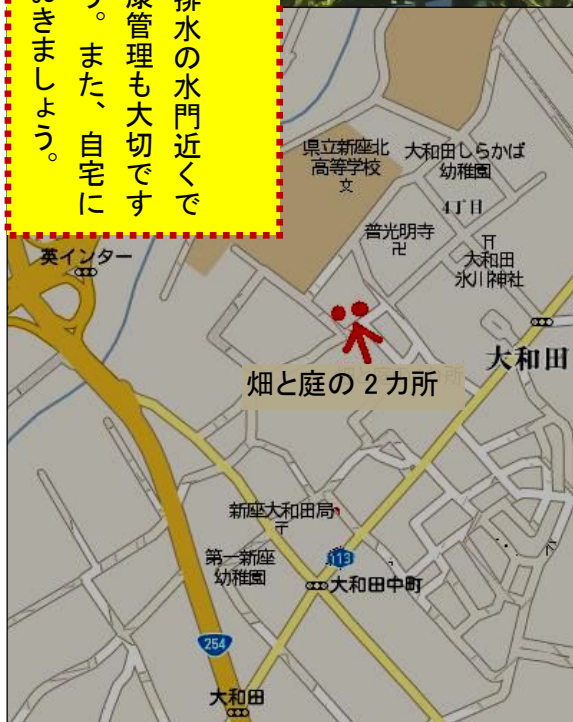 排水の水門近くで
康管理も大切です
う。また、自宅に
おきましょう。
県立新座北
高等学校
文
大和田しらかば
幼稚園
4丁目
普光明寺
卍
大和田
氷川神社
英インター
大和田
畑と庭の2カ所
新座大和田局
〒
第一新座
幼稚園
113
大和田中町
254
大和田